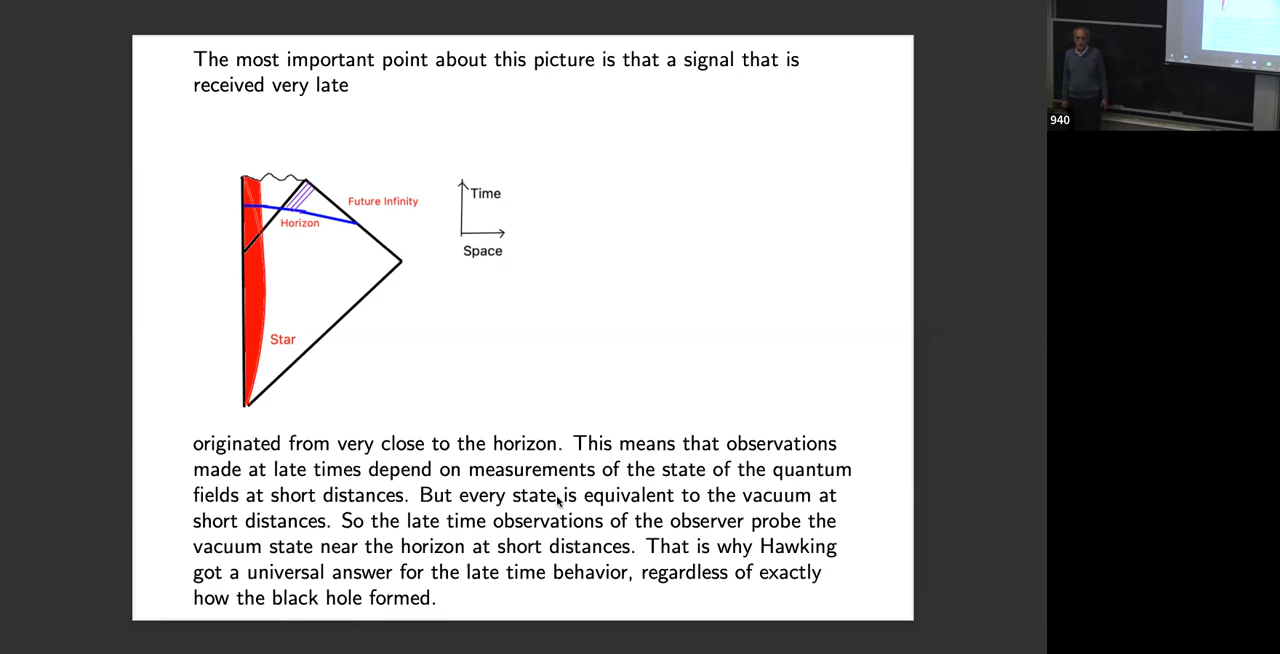 The most important point about this picture is that a signal that is
received very late
Future Infinity
Horizon
Star
Time
Space
originated from very close to the horizon. This means that observations
made at late times depend on measurements of the state of the quantum
fields at short distances. But every state is equivalent to the vacuum at
short distances. So the late time observations of the observer probe the
vacuum state near the horizon at short distances. That is why Hawking
got a universal answer for the late time behavior, regardless of exactly
how the black hole formed.
940